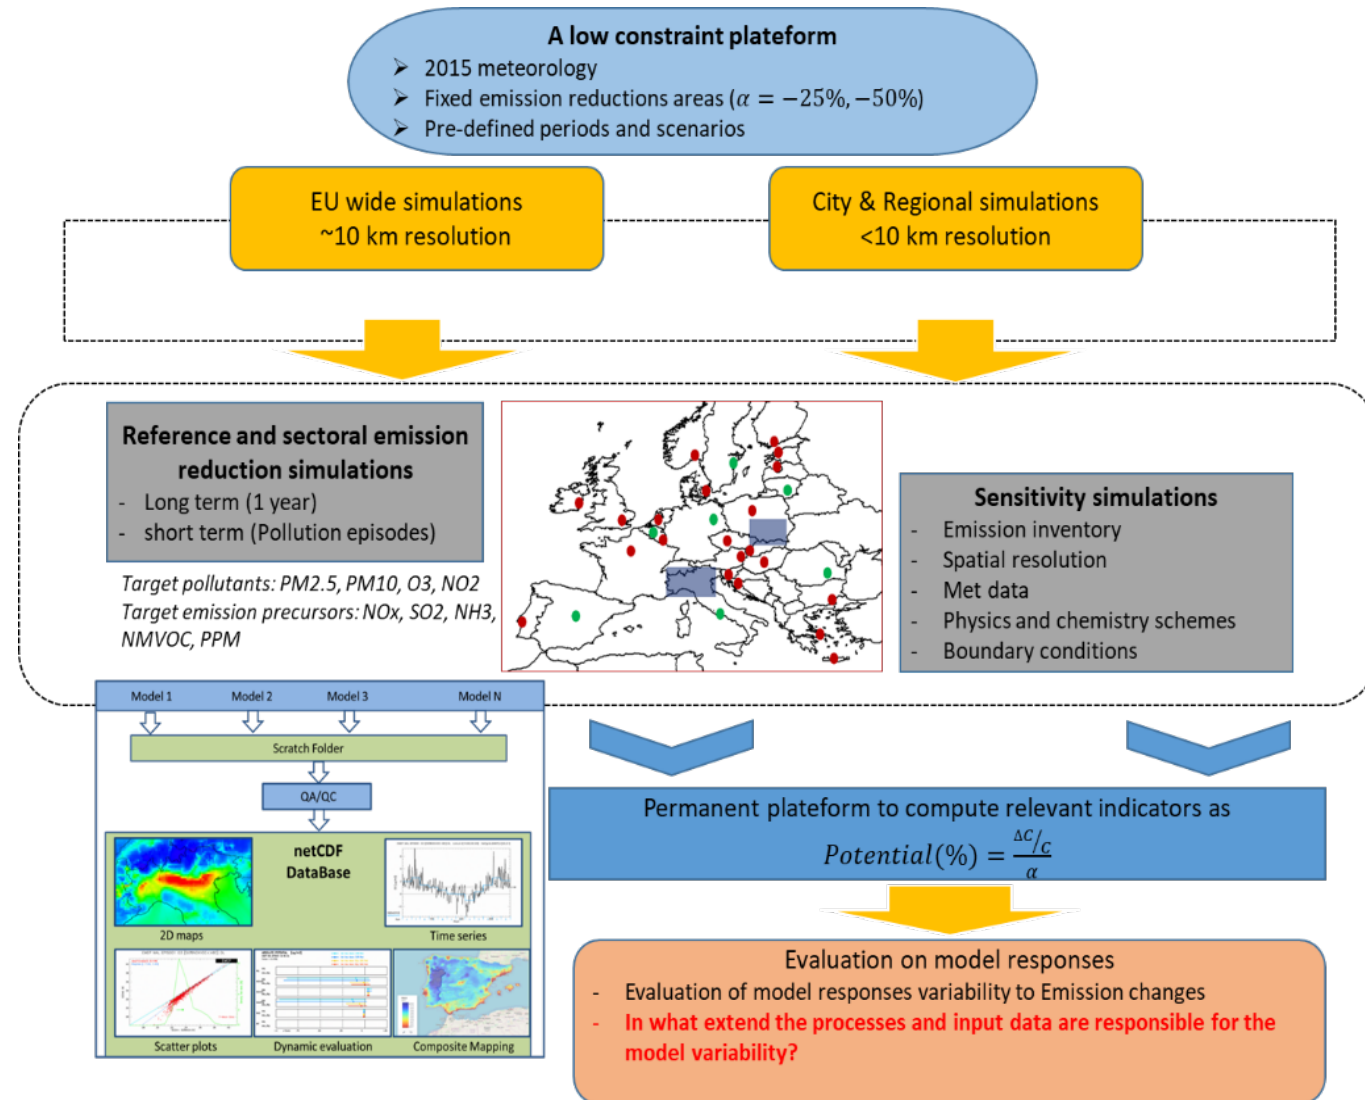 A low constraint plateform
➢ 2015 meteorology
➢ Fixed emission reductions areas (α = −25%, −50%)
➢ Pre-defined periods and scenarios
EU wide simulations
~10 km resolution
City & Regional simulations
<10 km resolution
Reference and sectoral emission
reduction simulations
- Long term (1 year)
- short term (Pollution episodes)
Target pollutants: PM2.5, PM10, O3, NO2
Target emission precursors: NOx, SO2, NH3,
NMVOC, PPM
Sensitivity simulations
- Emission inventory
- Spatial resolution
- Met data
- Physics and chemistry schemes
- Boundary conditions
Model 1 Model 2 Model 3 Model N
Scratch Folder
QA/QC
netCDF
DataBase
2D maps
Time series
Scatter plots
Dynamic evaluation
Composite Mapping
Permanent plateform to compute relevant indicators as
Potential(%) = ΔC/C / α
Evaluation on model responses
- Evaluation of model responses variability to Emission changes
- In what extend the processes and input data are responsible for the
model variability?